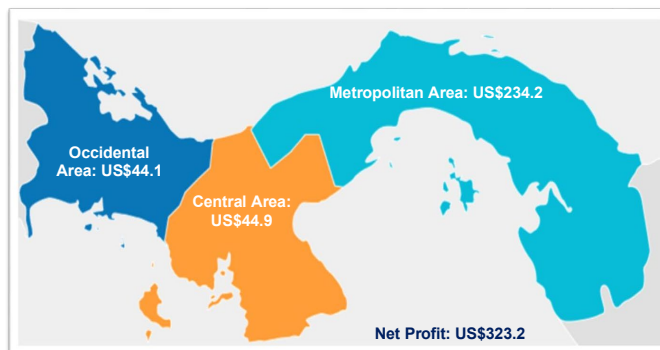 Metropolitan Area: US$234.2
Occidental
Area: US$44.1
Central Area:
US$44.9
Net Profit: US$323.2